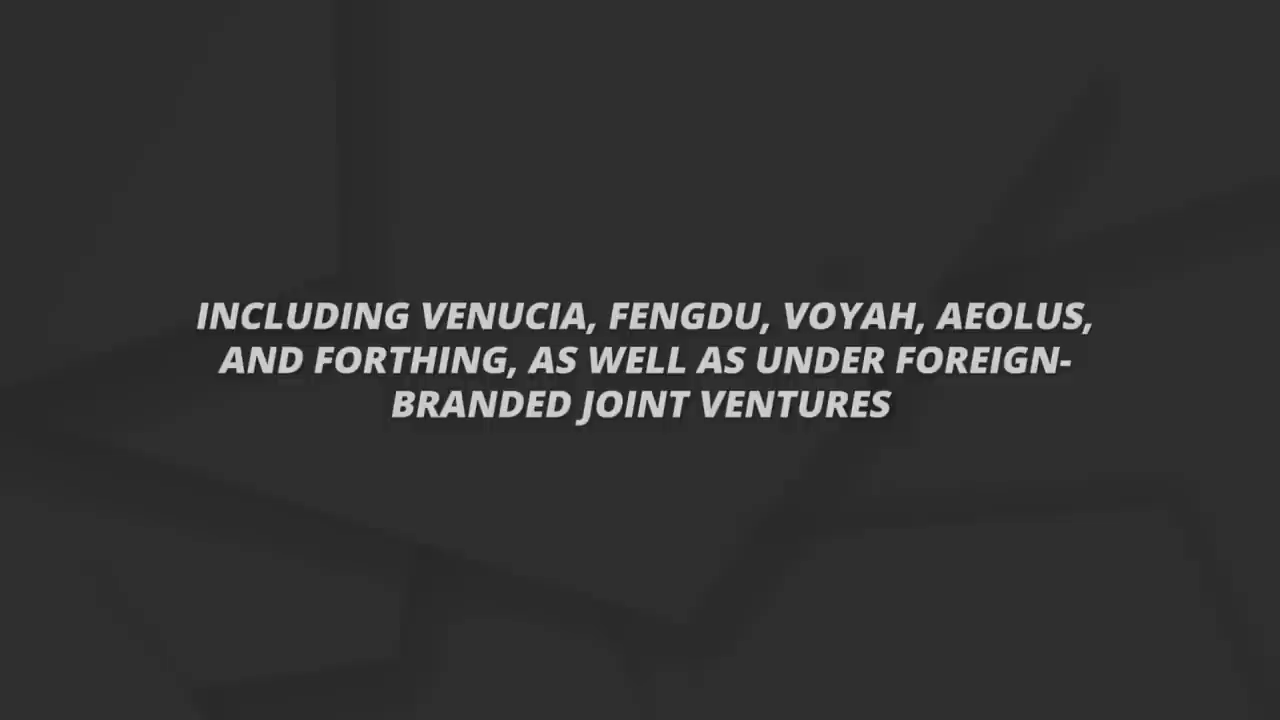 INCLUDING VENUCIA, FENGDU, VOYAH, AEOLUS,
AND FORTHING, AS WELL AS UNDER FOREIGN-
BRANDED JOINT VENTURES